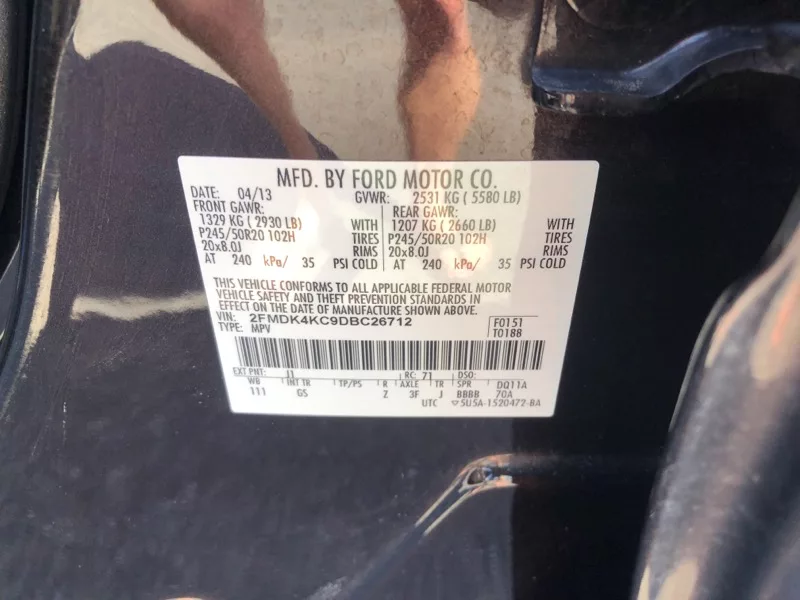 MFD. BY FORD MOTOR CO.
DATE: 04/13 GVWR: 2531 KG ( 5580 LB)
FRONT GAWR: REAR GAWR:
1329 KG ( 2930 LB) WITH 1207 KG ( 2660 LB) WITH
P245/50R20 102H TIRES P245/50R20 102H TIRES
20x8.0J RIMS 20x8.0J RIMS
AT 240 kPa/ 35 PSI COLD AT 240 kPa/ 35 PSI COLD
THIS VEHICLE CONFORMS TO ALL APPLICABLE FEDERAL MOTOR
VEHICLE SAFETY AND THEFT PREVENTION STANDARDS IN
EFFECT ON THE DATE OF MANUFACTURE SHOWN ABOVE.
VIN: 2FMDK4KC9DBC26712 F0151
TYPE: MPV T0188
EXT PNT: J1 RC: 71 DSO:
WB INT TR TP/PS R AXLE TR SPR DQ11A
111 GS Z 3F J BBBB 70A
UTC ▽5U5A-1520472-BA